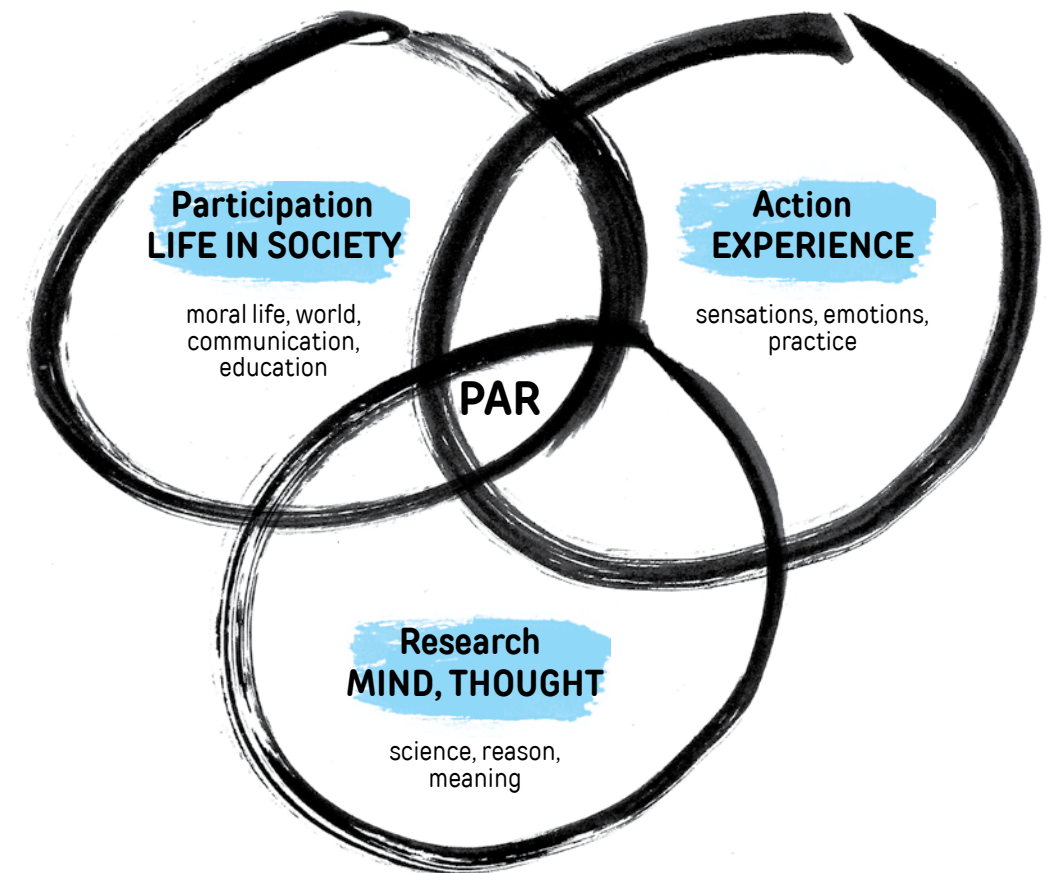 Participation
LIFE IN SOCIETY
moral life, world,
communication,
education
Action
EXPERIENCE
sensations, emotions,
practice
PAR
Research
MIND, THOUGHT
science, reason,
meaning